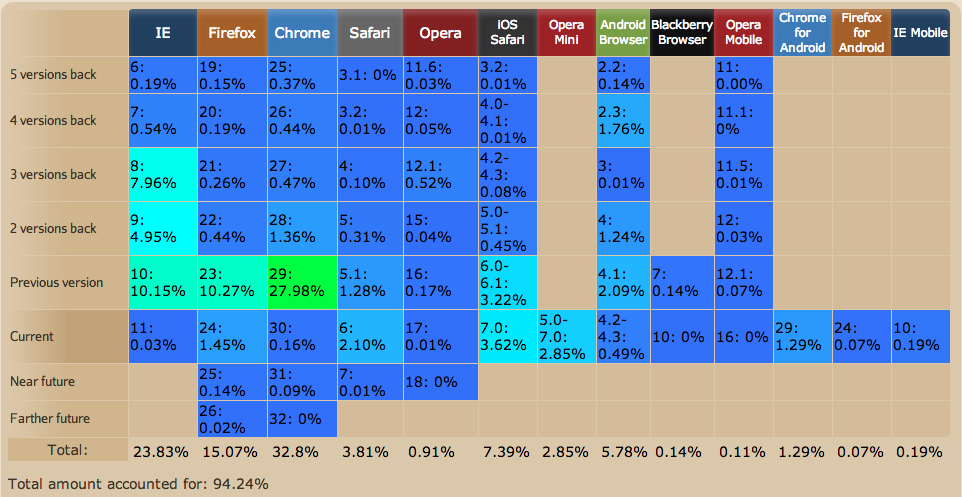 IE Firefox Chrome Safari Opera iOS Safari Opera Mini Android Browser Blackberry Browser Opera Mobile Chrome for Android Firefox for Android IE Mobile
5 versions back 6: 0.19% 19: 0.15% 25: 0.37% 3.1: 0% 11.6: 0.03% 3.2: 0.01% 2.2: 0.14% 11: 0.00%
4 versions back 7: 0.54% 20: 0.19% 26: 0.44% 3.2: 0.01% 12: 0.05% 4.0-4.1: 0.01% 2.3: 1.76% 11.1: 0%
3 versions back 8: 7.96% 21: 0.26% 27: 0.47% 4: 0.10% 12.1: 0.52% 4.2-4.3: 0.08% 3: 0.01% 11.5: 0.01%
2 versions back 9: 4.95% 22: 0.44% 28: 1.36% 5: 0.31% 15: 0.04% 5.0-5.1: 0.45% 4: 1.24% 12: 0.03%
Previous version 10: 10.15% 23: 10.27% 29: 27.98% 5.1: 1.28% 16: 0.17% 6.0-6.1: 3.22% 4.1: 2.09% 7: 0.14% 12.1: 0.07%
Current 11: 0.03% 24: 1.45% 30: 0.16% 6: 2.10% 17: 0.01% 7.0: 3.62% 5.0-7.0: 2.85% 4.2-4.3: 0.49% 10: 0% 16: 0% 29: 1.29% 24: 0.07% 10: 0.19%
Near future 25: 0.14% 31: 0.09% 7: 0.01% 18: 0%
Farther future 26: 0.02% 32: 0%
Total: 23.83% 15.07% 32.8% 3.81% 0.91% 7.39% 2.85% 5.78% 0.14% 0.11% 1.29% 0.07% 0.19%
Total amount accounted for: 94.24%